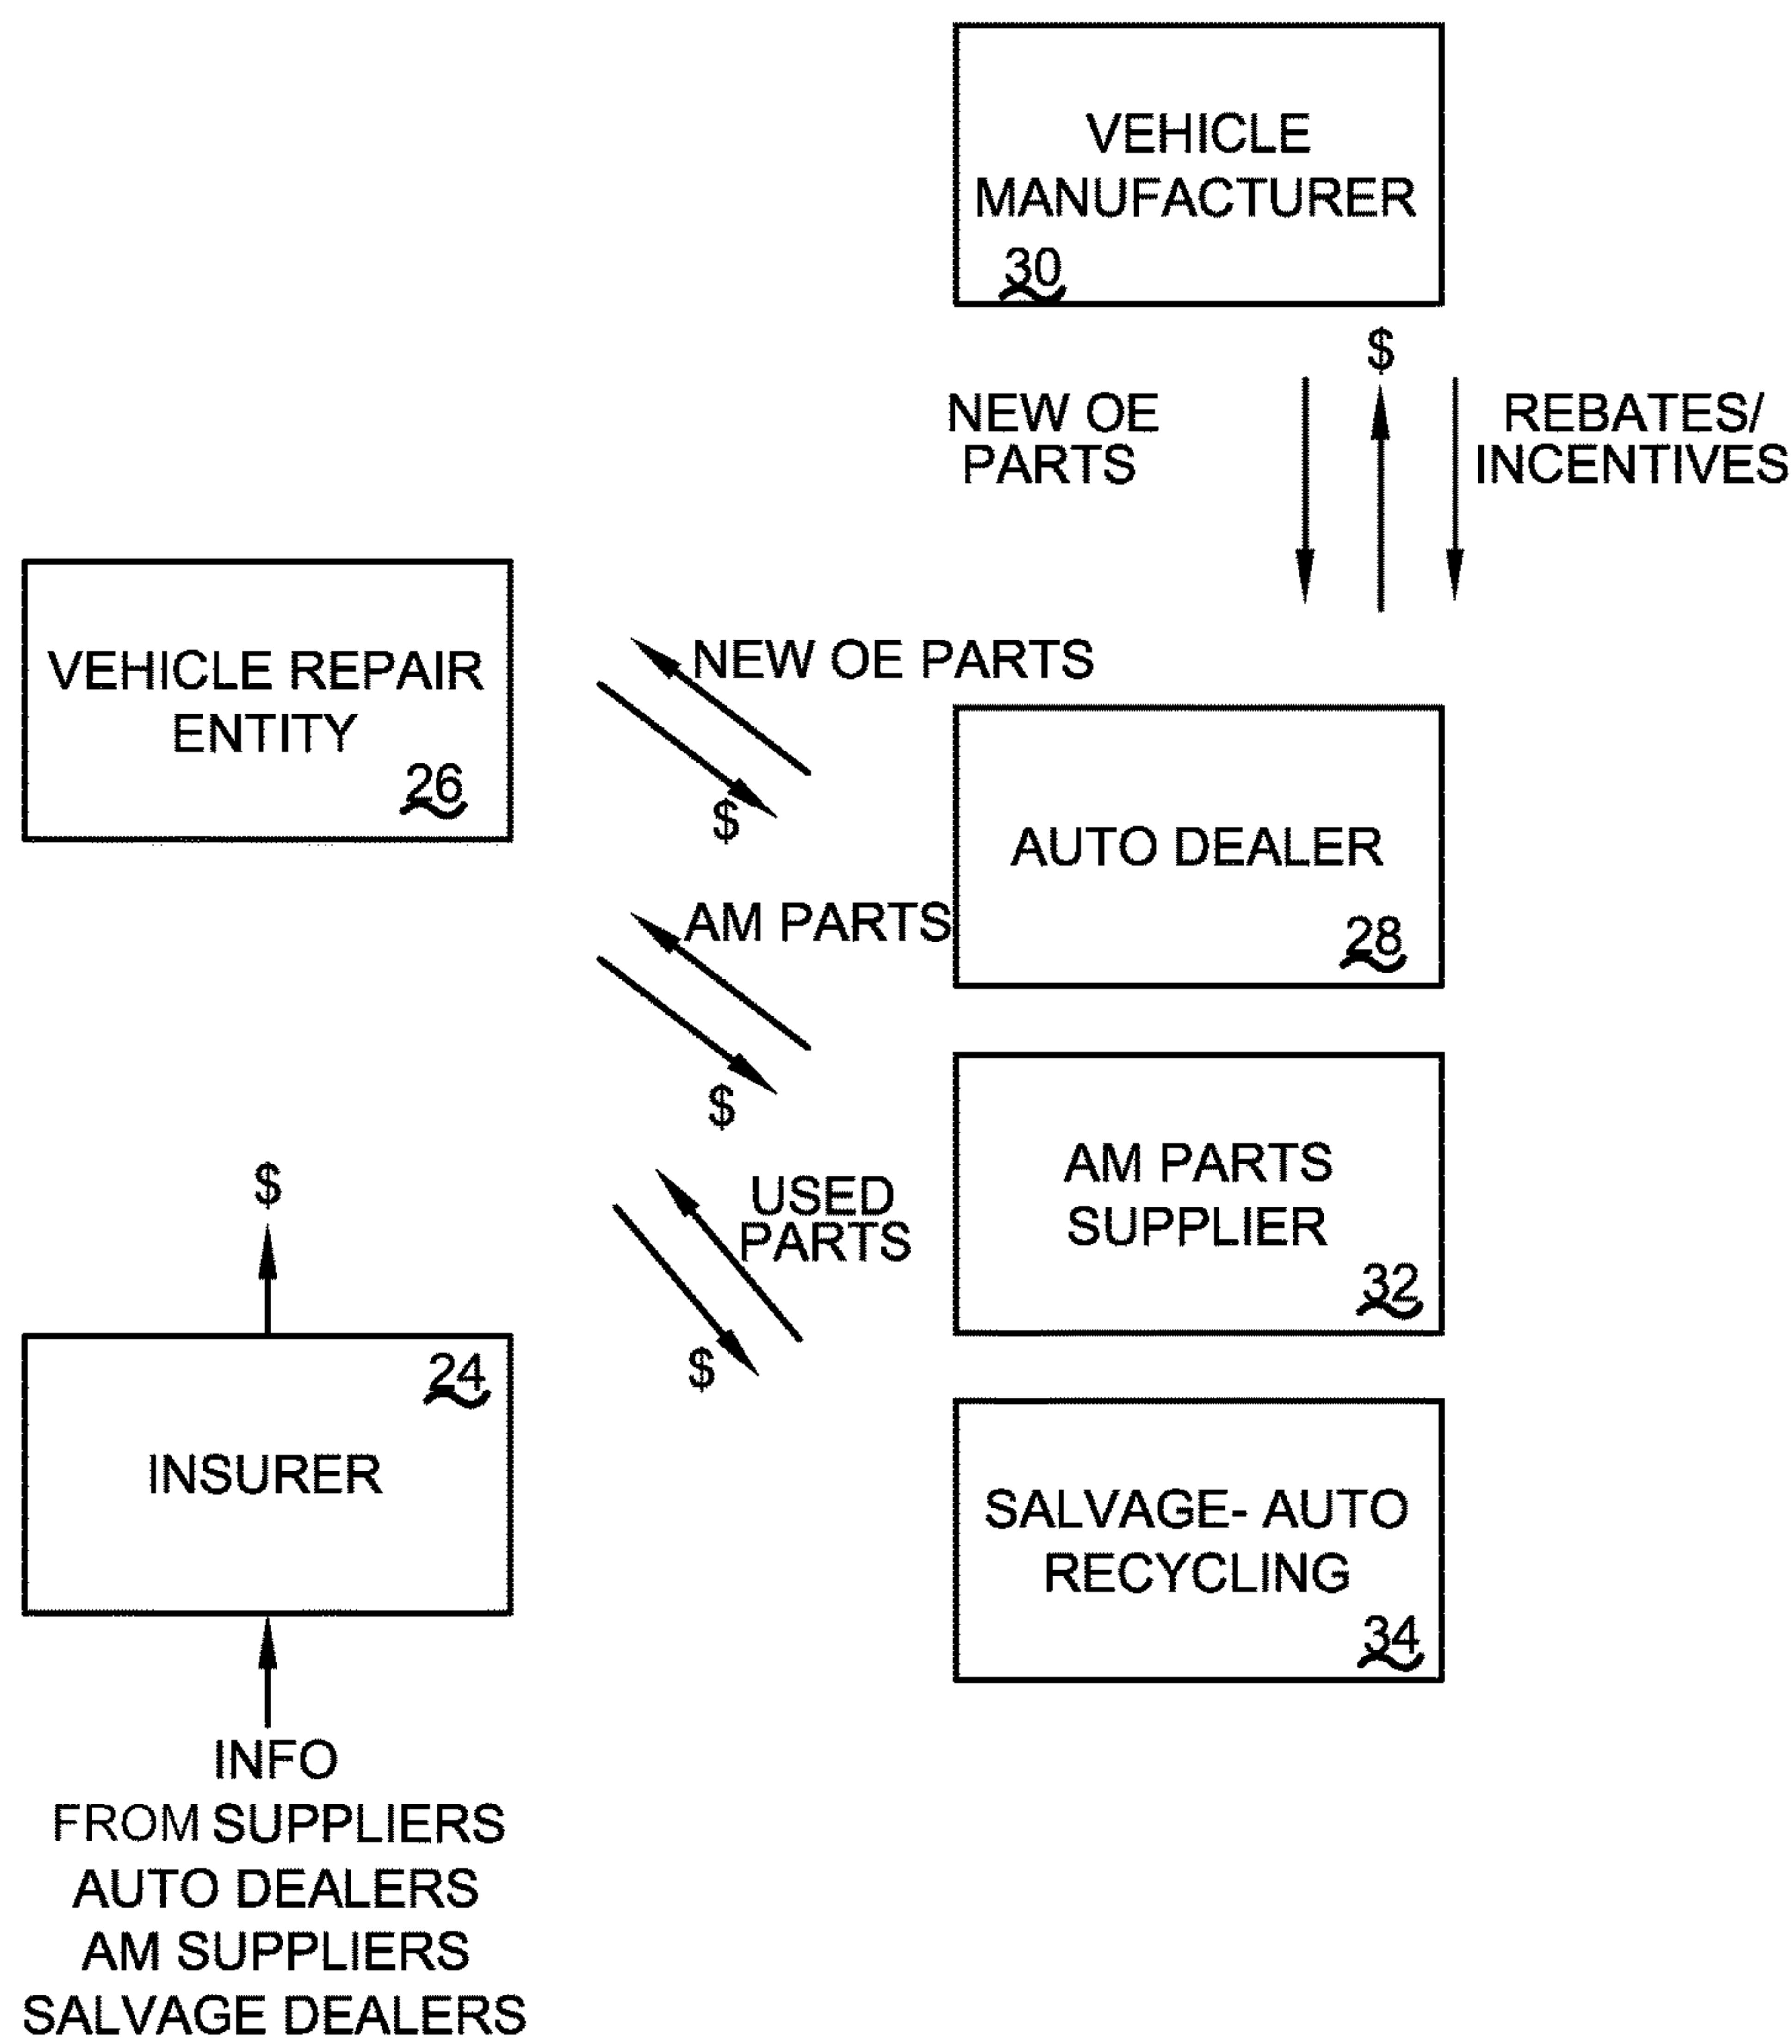 VEHICLE
MANUFACTURER
30
$
NEW OE
PARTS
REBATES/
INCENTIVES
VEHICLE REPAIR
ENTITY
26
NEW OE PARTS
$
AUTO DEALER
28
AM PARTS
$
AM PARTS
SUPPLIER
32
USED
PARTS
$
$
24
INSURER
SALVAGE- AUTO
RECYCLING
34
INFO
FROM SUPPLIERS
AUTO DEALERS
AM SUPPLIERS
SALVAGE DEALERS